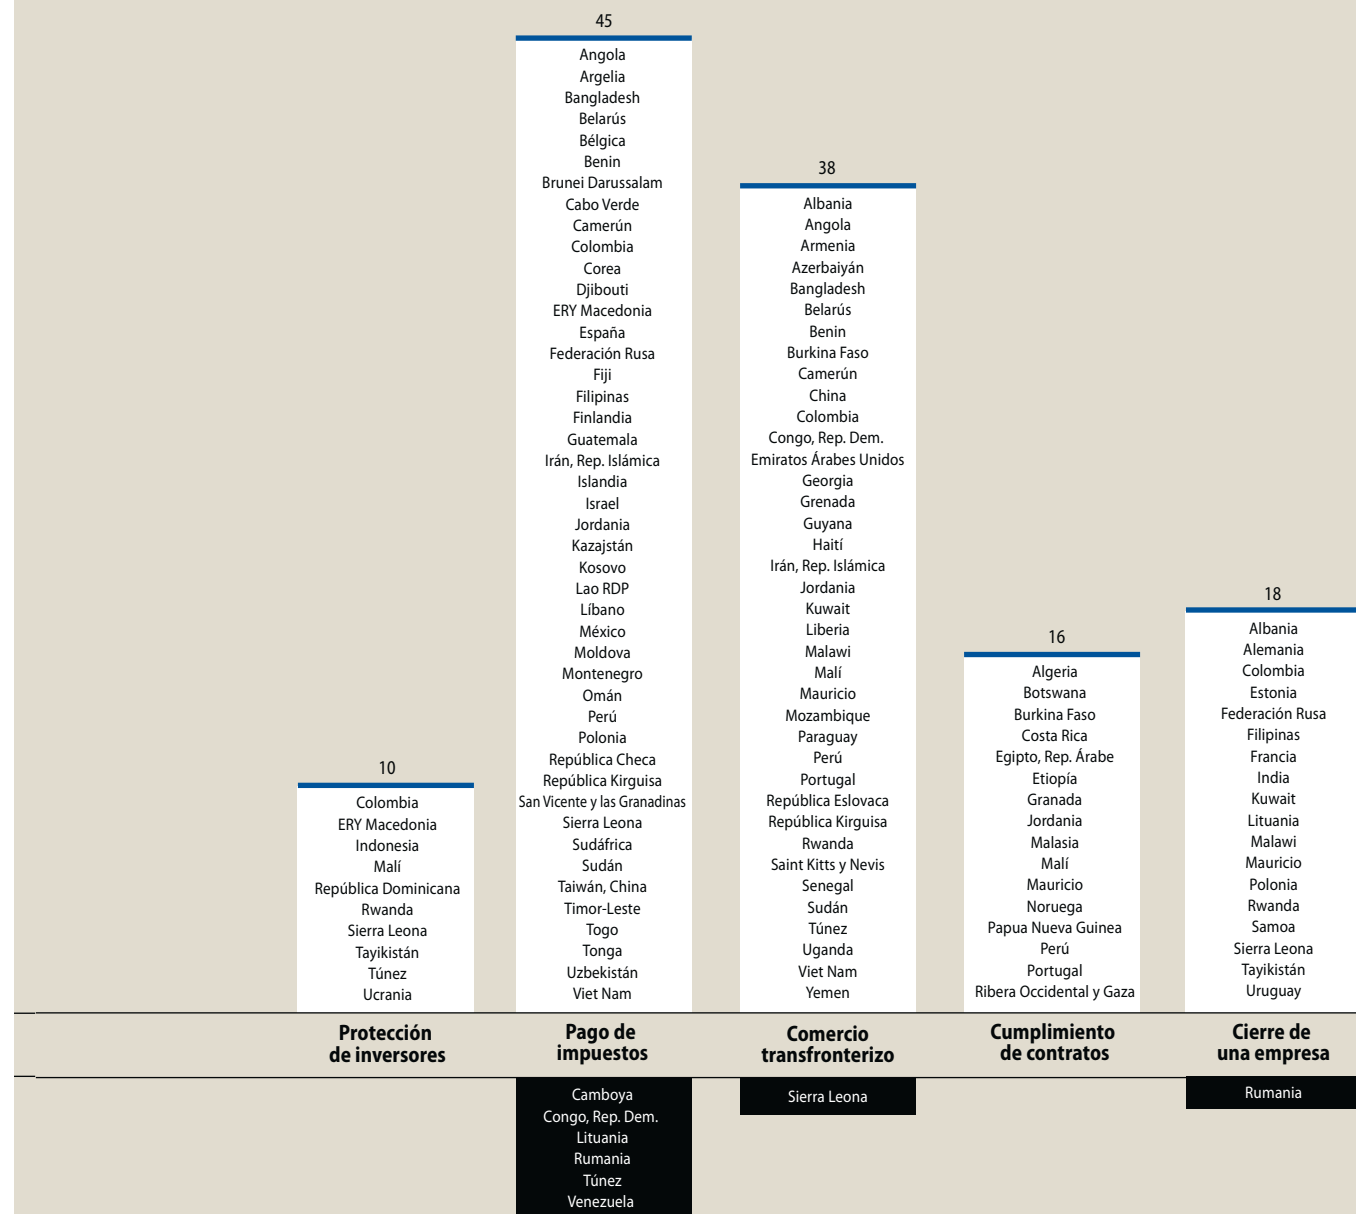 10
Colombia
ERY Macedonia
Indonesia
Malí
República Dominicana
Rwanda
Sierra Leona
Tayikistán
Túnez
Ucrania
Protección
de inversores
45
Angola
Argelia
Bangladesh
Belarús
Bélgica
Benin
Brunei Darussalam
Cabo Verde
Camerún
Colombia
Corea
Djibouti
ERY Macedonia
España
Federación Rusa
Fiji
Filipinas
Finlandia
Guatemala
Irán, Rep. Islámica
Islandia
Israel
Jordania
Kazajstán
Kosovo
Lao RDP
Líbano
México
Moldova
Montenegro
Omán
Perú
Polonia
República Checa
República Kirguisa
San Vicente y las Granadinas
Sierra Leona
Sudáfrica
Sudán
Taiwán, China
Timor-Leste
Togo
Tonga
Uzbekistán
Viet Nam
Pago de
impuestos
Camboya
Congo, Rep. Dem.
Lituania
Rumania
Túnez
Venezuela
38
Albania
Angola
Armenia
Azerbaiyán
Bangladesh
Belarús
Benin
Burkina Faso
Camerún
China
Colombia
Congo, Rep. Dem.
Emiratos Árabes Unidos
Georgia
Grenada
Guyana
Haití
Irán, Rep. Islámica
Jordania
Kuwait
Liberia
Malawi
Malí
Mauricio
Mozambique
Paraguay
Perú
Portugal
República Eslovaca
República Kirguisa
Rwanda
Saint Kitts y Nevis
Senegal
Sudán
Túnez
Uganda
Viet Nam
Yemen
Comercio
transfronterizo
Sierra Leona
16
Algeria
Botswana
Burkina Faso
Costa Rica
Egipto, Rep. Árabe
Etiopía
Granada
Jordania
Malasia
Malí
Mauricio
Noruega
Papua Nueva Guinea
Perú
Portugal
Ribera Occidental y Gaza
Cumplimiento
de contratos
18
Albania
Alemania
Colombia
Estonia
Federación Rusa
Filipinas
Francia
India
Kuwait
Lituania
Malawi
Mauricio
Polonia
Rwanda
Samoa
Sierra Leona
Tayikistán
Uruguay
Cierre de
una empresa
Rumania